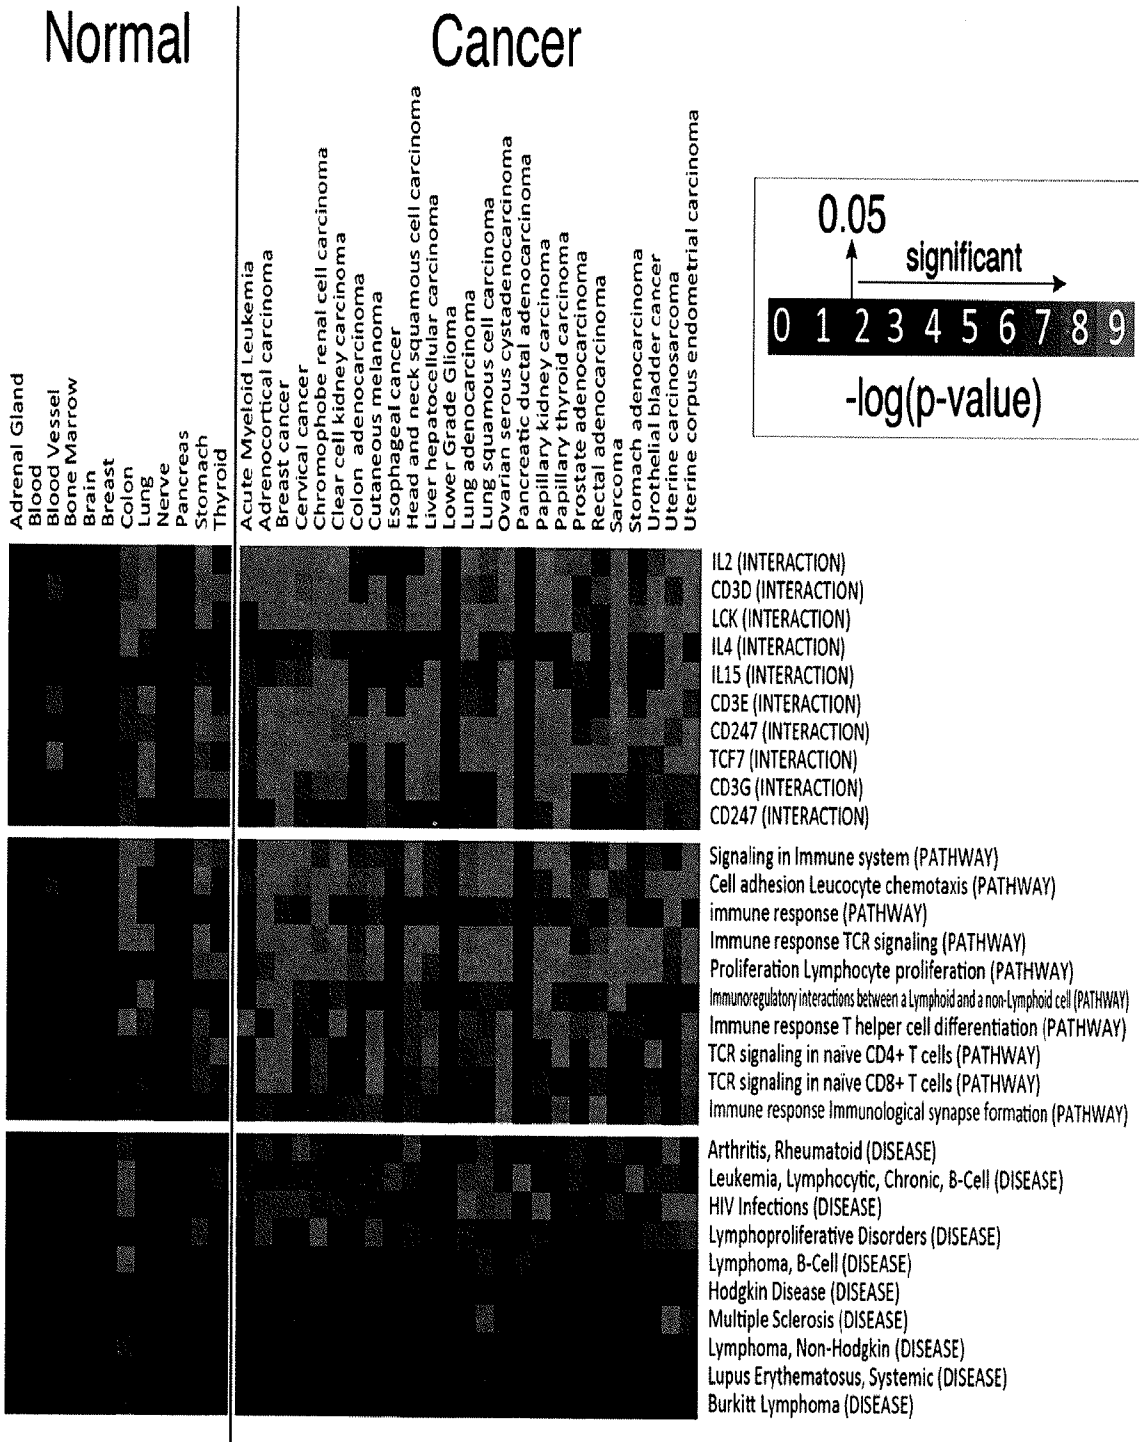 Normal
Cancer
Adrenal Gland
Blood
Blood Vessel
Bone Marrow
Brain
Breast
Colon
Lung
Nerve
Pancreas
Stomach
Thyroid
Acute Myeloid Leukemia
Adrenocortical carcinoma
Breast cancer
Cervical cancer
Chromophobe renal cell carcinoma
Clear cell kidney carcinoma
Colon adenocarcinoma
Cutaneous melanoma
Esophageal cancer
Head and neck squamous cell carcinoma
Liver hepatocellular carcinoma
Lower Grade Glioma
Lung adenocarcinoma
Lung squamous cell carcinoma
Ovarian serous cystadenocarcinoma
Pancreatic ductal adenocarcinoma
Papillary kidney carcinoma
Papillary thyroid carcinoma
Prostate adenocarcinoma
Rectal adenocarcinoma
Sarcoma
Stomach adenocarcinoma
Urothelial bladder cancer
Uterine carcinosarcoma
Uterine corpus endometrial carcinoma
0.05
significant
0 1 2 3 4 5 6 7 8 9
-log(p-value)
IL2 (INTERACTION)
CD3D (INTERACTION)
LCK (INTERACTION)
IL4 (INTERACTION)
IL15 (INTERACTION)
CD3E (INTERACTION)
CD247 (INTERACTION)
TCF7 (INTERACTION)
CD3G (INTERACTION)
CD247 (INTERACTION)
Signaling in Immune system (PATHWAY)
Cell adhesion Leucocyte chemotaxis (PATHWAY)
immune response (PATHWAY)
Immune response TCR signaling (PATHWAY)
Proliferation Lymphocyte proliferation (PATHWAY)
Immunoregulatory interactions between a Lymphoid and a non-Lymphoid cell (PATHWAY)
Immune response T helper cell differentiation (PATHWAY)
TCR signaling in naïve CD4+ T cells (PATHWAY)
TCR signaling in naïve CD8+ T cells (PATHWAY)
Immune response Immunological synapse formation (PATHWAY)
Arthritis, Rheumatoid (DISEASE)
Leukemia, Lymphocytic, Chronic, B-Cell (DISEASE)
HIV Infections (DISEASE)
Lymphoproliferative Disorders (DISEASE)
Lymphoma, B-Cell (DISEASE)
Hodgkin Disease (DISEASE)
Multiple Sclerosis (DISEASE)
Lymphoma, Non-Hodgkin (DISEASE)
Lupus Erythematosus, Systemic (DISEASE)
Burkitt Lymphoma (DISEASE)